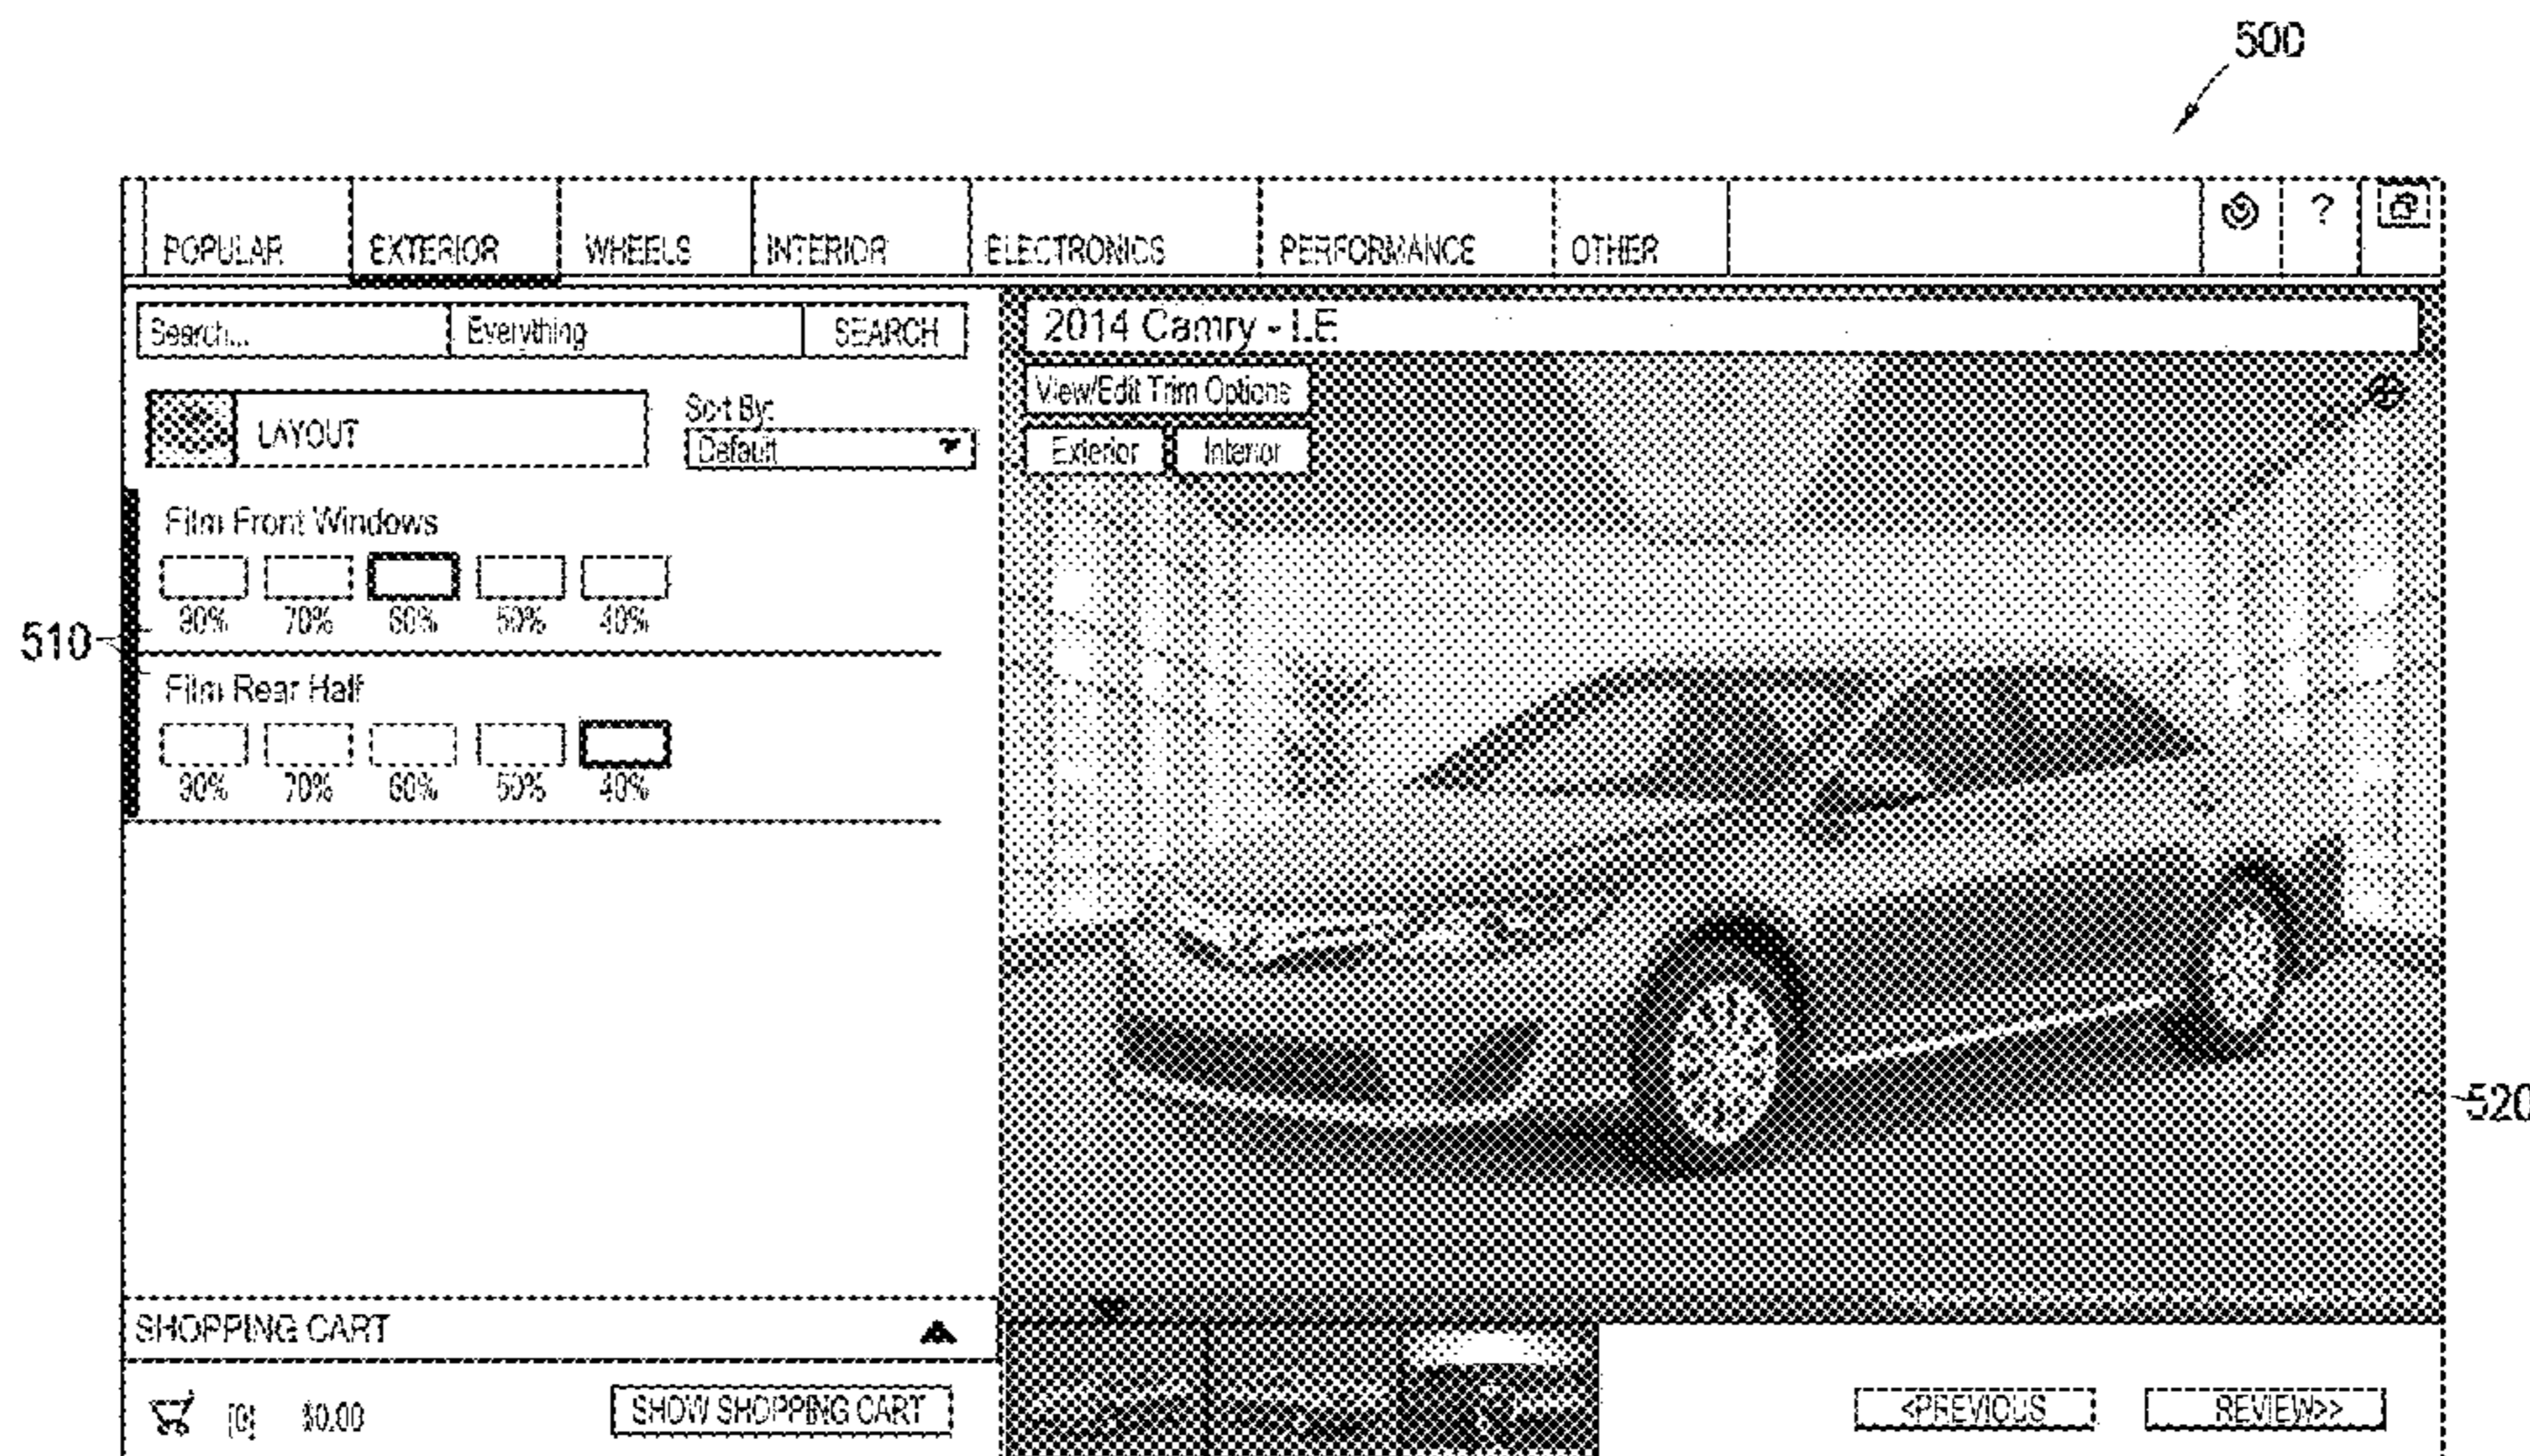 500
POPULAR EXTERIOR WHEELS INTERIOR ELECTRONICS PERFORMANCE OTHER ?
Search... Everything SEARCH
2014 Camry - LE
View/Edit Trim Options
LAYOUT
Sort By:
Default
Exterior Interior
Film Front Windows
90% 70% 60% 50% 40%
510
Film Rear Half
90% 70% 60% 50% 40%
520
SHOPPING CART
[0] $0.00 SHOW SHOPPING CART
<PREVIOUS REVIEW>>